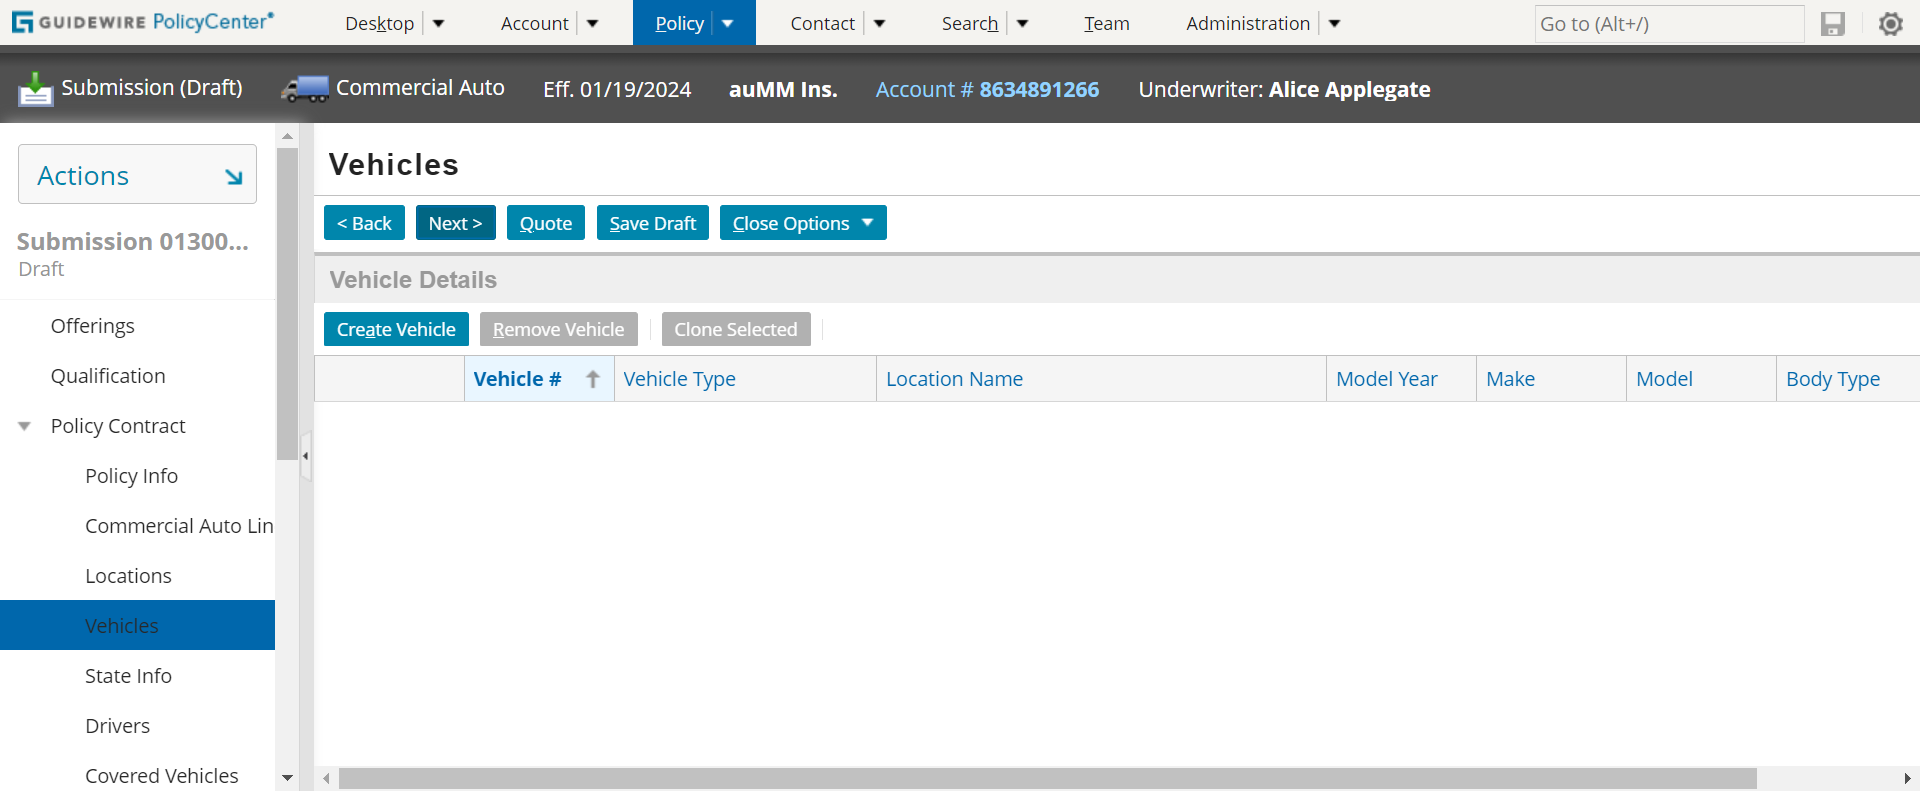 GUIDEWIRE PolicyCenter®
Desktop
Account
Policy
Contact
Search
Team
Administration
Go to (Alt+/)
Submission (Draft)
Commercial Auto
Eff. 01/19/2024
auMM Ins.
Account # 8634891266
Underwriter: Alice Applegate
Actions
Submission 01300...
Draft
Offerings
Qualification
Policy Contract
Policy Info
Commercial Auto Lin
Locations
Vehicles
State Info
Drivers
Covered Vehicles
Vehicles
< Back
Next >
Quote
Save Draft
Close Options
Vehicle Details
Create Vehicle
Remove Vehicle
Clone Selected
Vehicle #
Vehicle Type
Location Name
Model Year
Make
Model
Body Type